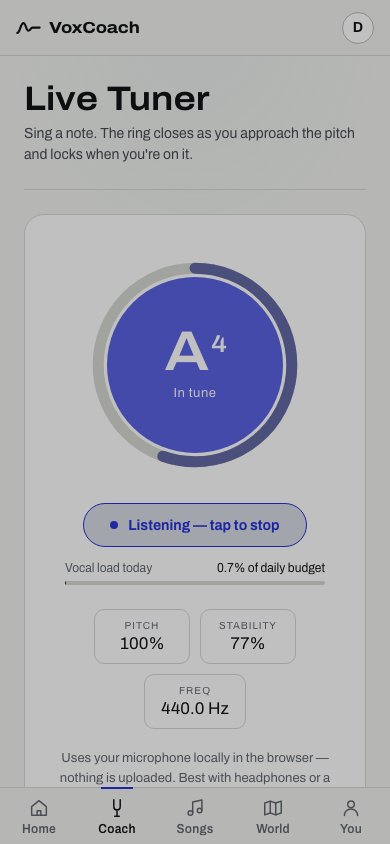 VoxCoach
D
Live Tuner
Sing a note. The ring closes as you approach the pitch
and locks when you're on it.
A4
In tune
Listening — tap to stop
Vocal load today 0.7% of daily budget
PITCH STABILITY
100% 77%
FREQ
440.0 Hz
Uses your microphone locally in the browser —
nothing is uploaded. Best with headphones or a
Home Coach Songs World You